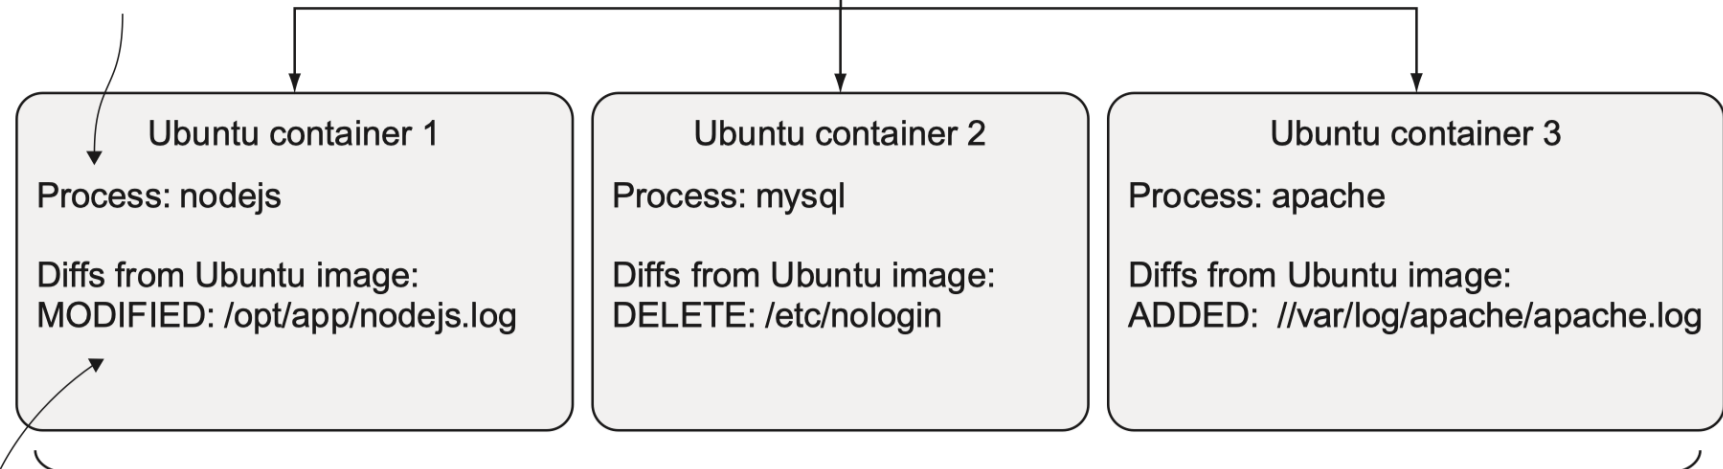 Ubuntu container 1
Process: nodejs
Diffs from Ubuntu image:
MODIFIED: /opt/app/nodejs.log
Ubuntu container 2
Process: mysql
Diffs from Ubuntu image:
DELETE: /etc/nologin
Ubuntu container 3
Process: apache
Diffs from Ubuntu image:
ADDED:  //var/log/apache/apache.log